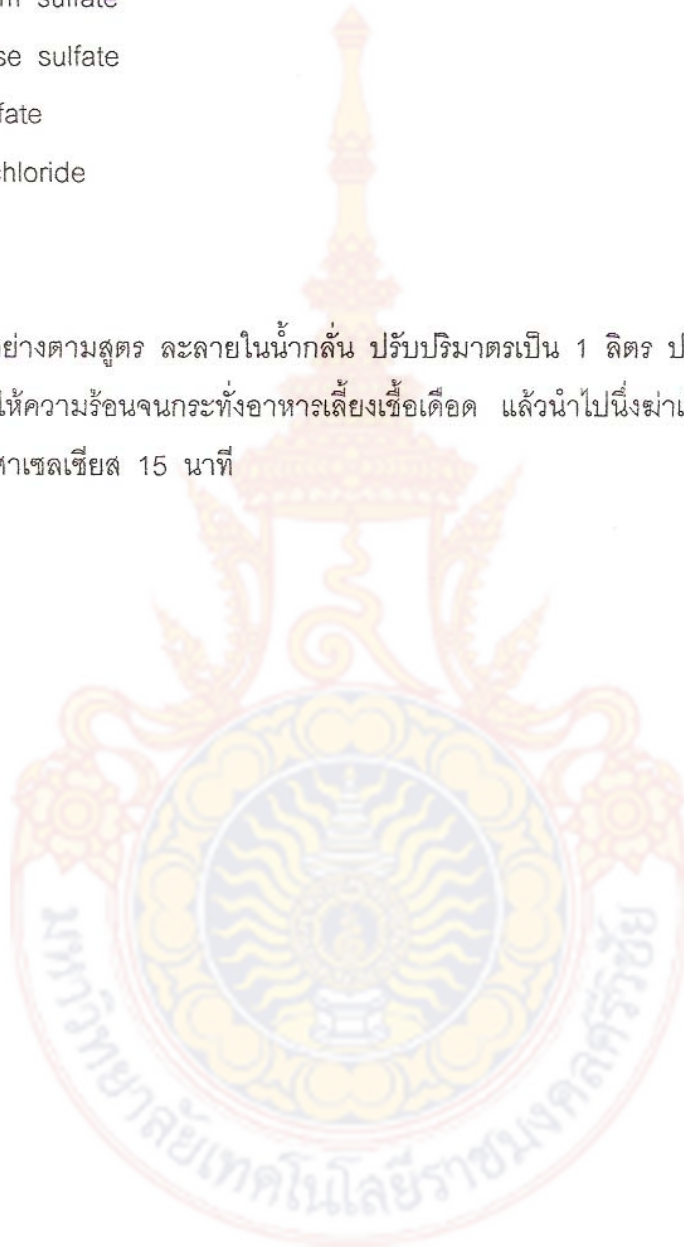 sulfate
se sulfate
fate
chloride
ย่างตามสูตร ละลายในน้ำกลั่น ปรับปริมาตรเป็น 1 ลิตร ป
ให้ความร้อนจนกระทั่งอาหารเลี้ยงเชื้อเดือด แล้วนำไปนึ่งฆ่าเ
าเซลเซียส 15 นาที
มหาวิทยาลัยเทคโนโลยีราชมงคลศรีวิชัย